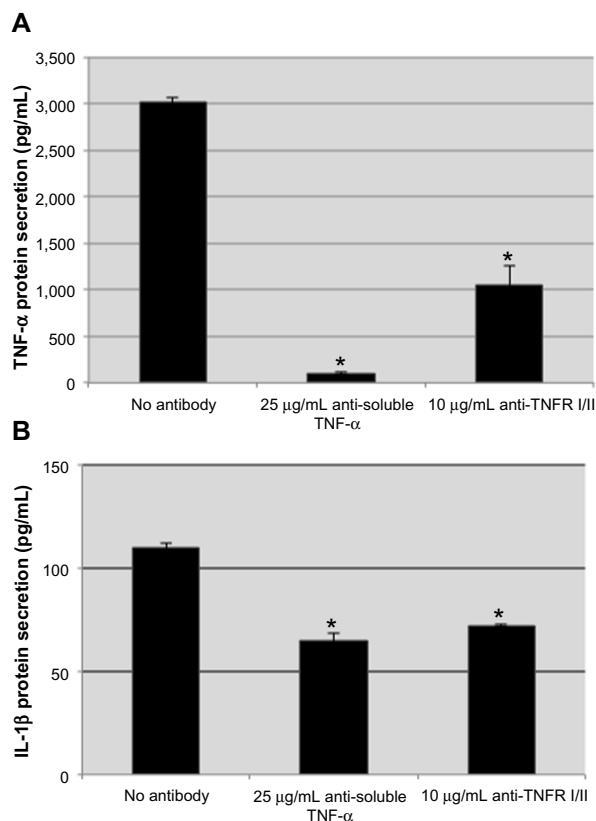 A
TNF-α protein secretion (pg/mL)
3,500
3,000
2,500
2,000
1,500
1,000
500
0
*
*
No antibody
25 μg/mL anti-soluble
TNF-α
10 μg/mL anti-TNFR I/II
B
IL-1β protein secretion (pg/mL)
150
100
50
0
*
*
No antibody
25 μg/mL anti-soluble
TNF-α
10 μg/mL anti-TNFR I/II